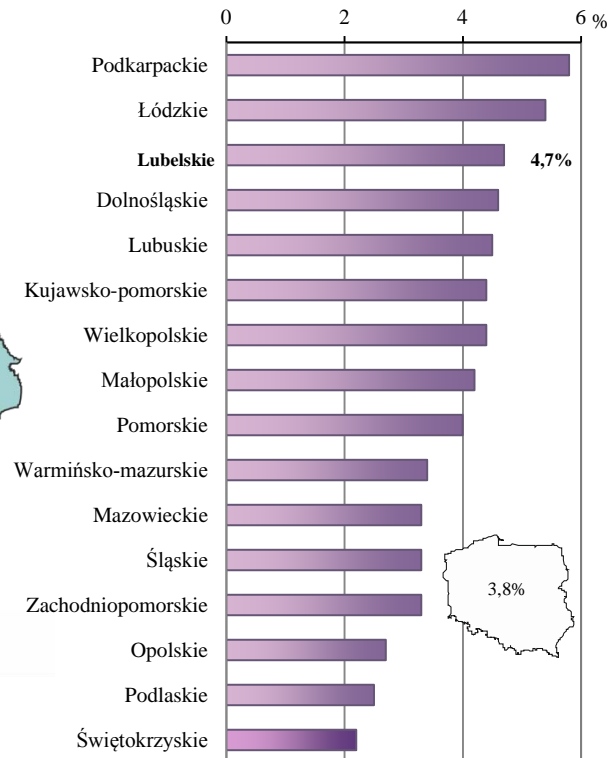 0 2 4 6 %
Podkarpackie
Łódzkie
Lubelskie 4,7%
Dolnośląskie
Lubuskie
Kujawsko-pomorskie
Wielkopolskie
Małopolskie
Pomorskie
Warmińsko-mazurskie
Mazowieckie
Śląskie
3,8%
Zachodniopomorskie
Opolskie
Podlaskie
Świętokrzyskie